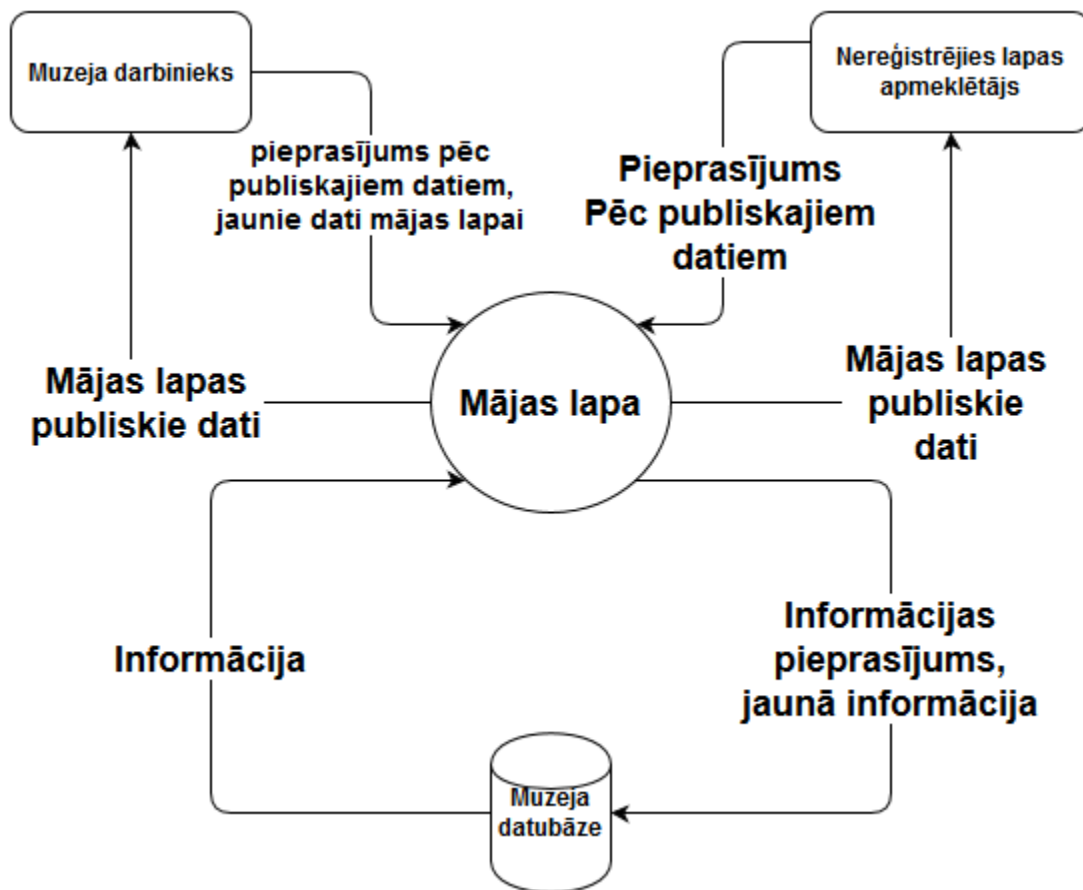 Muzeja darbinieks
Nereģistrējies lapas
apmeklētājs
pieprasījums pēc
publiskajiem datiem,
jaunie dati mājas lapai
Pieprasījums
Pēc publiskajiem
datiem
Mājas lapas
publiskie dati
Mājas lapa
Mājas lapas
publiskie
dati
Informācija
Informācijas
pieprasījums,
jaunā informācija
Muzeja
datubāze